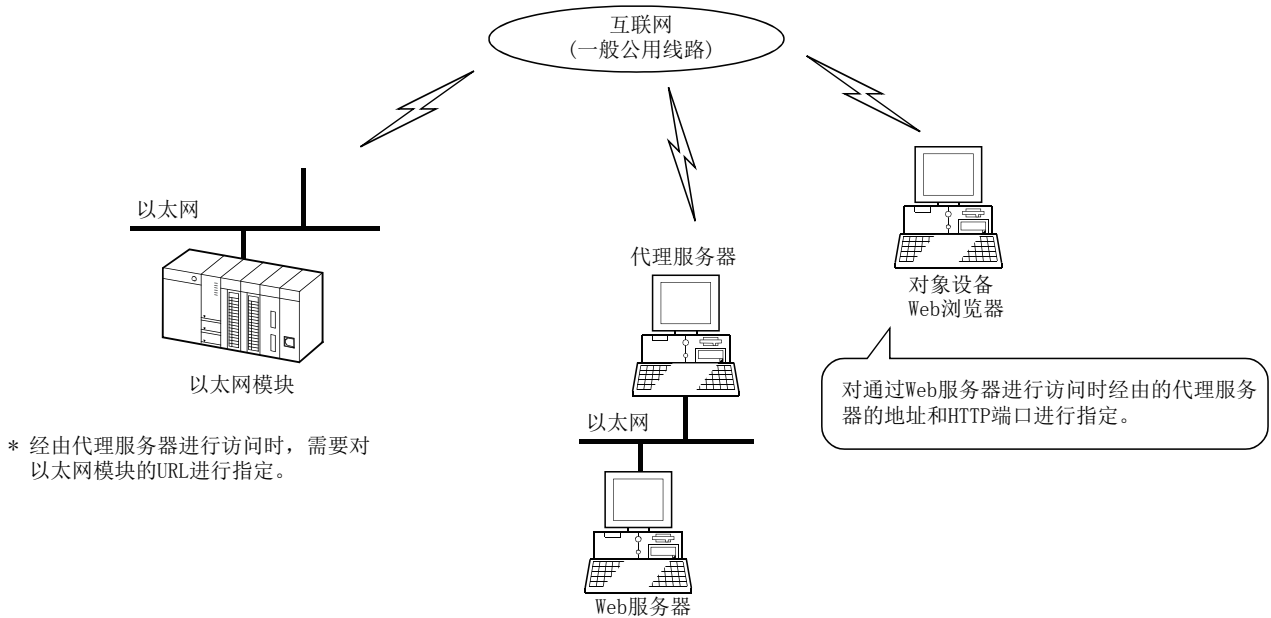 互联网
(一般公用线路)
以太网
以太网模块
* 经由代理服务器进行访问时，需要对
以太网模块的URL进行指定。
代理服务器
以太网
Web服务器
对象设备
Web浏览器
对通过Web服务器进行访问时经由的代理服务
器的地址和HTTP端口进行指定。